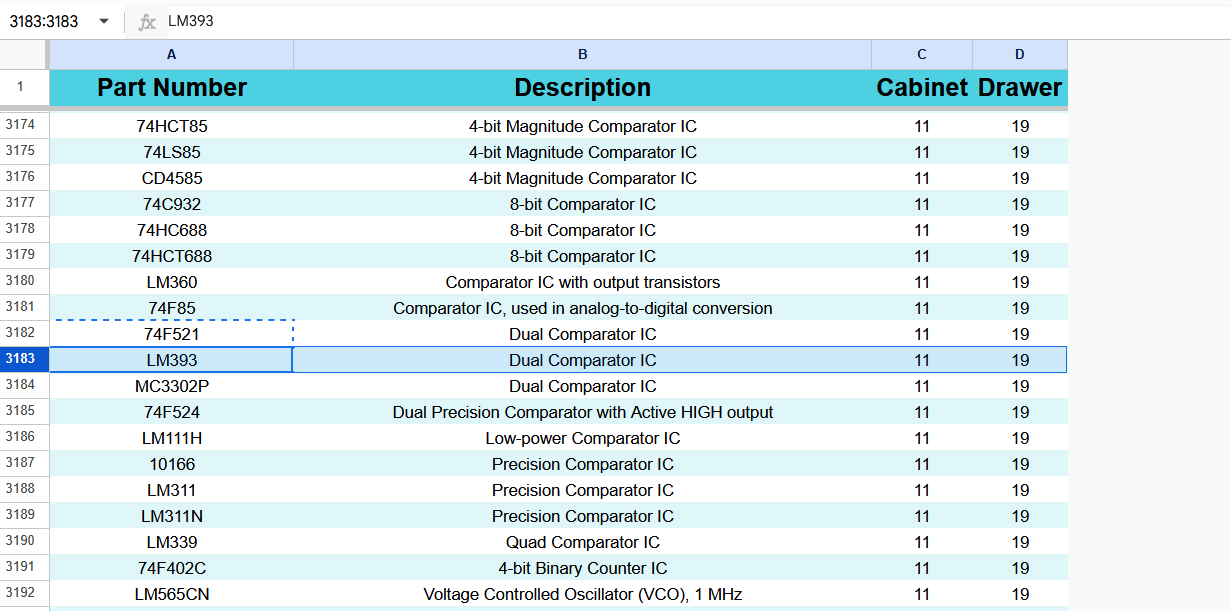 3183:3183 fx LM393
A B C D
1 Part Number Description Cabinet Drawer
3174 74HCT85 4-bit Magnitude Comparator IC 11 19
3175 74LS85 4-bit Magnitude Comparator IC 11 19
3176 CD4585 4-bit Magnitude Comparator IC 11 19
3177 74C932 8-bit Comparator IC 11 19
3178 74HC688 8-bit Comparator IC 11 19
3179 74HCT688 8-bit Comparator IC 11 19
3180 LM360 Comparator IC with output transistors 11 19
3181 74F85 Comparator IC, used in analog-to-digital conversion 11 19
3182 74F521 Dual Comparator IC 11 19
3183 LM393 Dual Comparator IC 11 19
3184 MC3302P Dual Comparator IC 11 19
3185 74F524 Dual Precision Comparator with Active HIGH output 11 19
3186 LM111H Low-power Comparator IC 11 19
3187 10166 Precision Comparator IC 11 19
3188 LM311 Precision Comparator IC 11 19
3189 LM311N Precision Comparator IC 11 19
3190 LM339 Quad Comparator IC 11 19
3191 74F402C 4-bit Binary Counter IC 11 19
3192 LM565CN Voltage Controlled Oscillator (VCO), 1 MHz 11 19